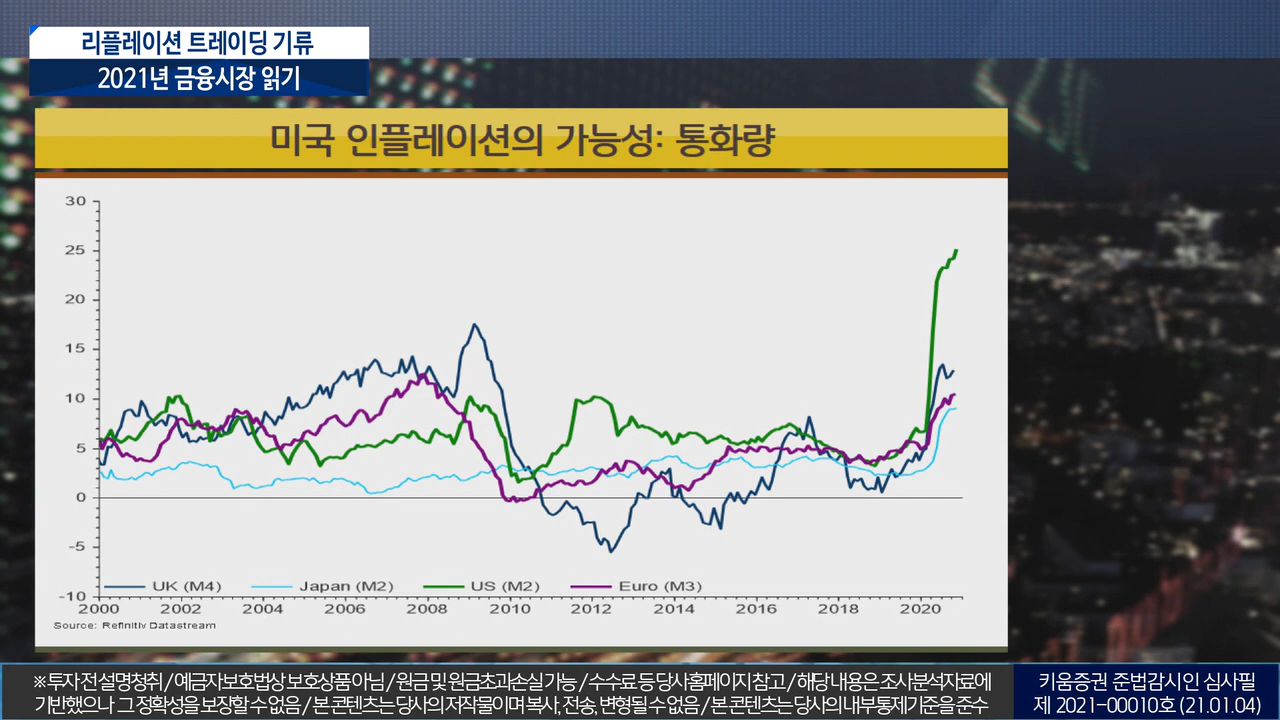 리플레이션 트레이딩 기류
2021년 금융시장 읽기
미국 인플레이션의 가능성: 통화량
30
25
20
15
10
5
0
-5
-10
UK (M4) Japan (M2) US (M2) Euro (M3)
2000 2002 2004 2006 2008 2010 2012 2014 2016 2018 2020
Source: Refinitiv Datastream
※ 투자 전 설명청취 / 예금자보호법상 보호상품 아님 / 원금 및 원금초과손실 가능 / 수수료 등 당사홈페이지 참고 / 해당 내용은 조사분석자료에
기반했으나 그 정확성을 보장할 수 없음 / 본 콘텐츠는 당사의 저작물이며 복사, 전송, 변형될 수 없음 / 본 콘텐츠는 당사의 내부통제기준을 준수
키움증권 준법감시인 심사필
제 2021-00010호 (21.01.04)